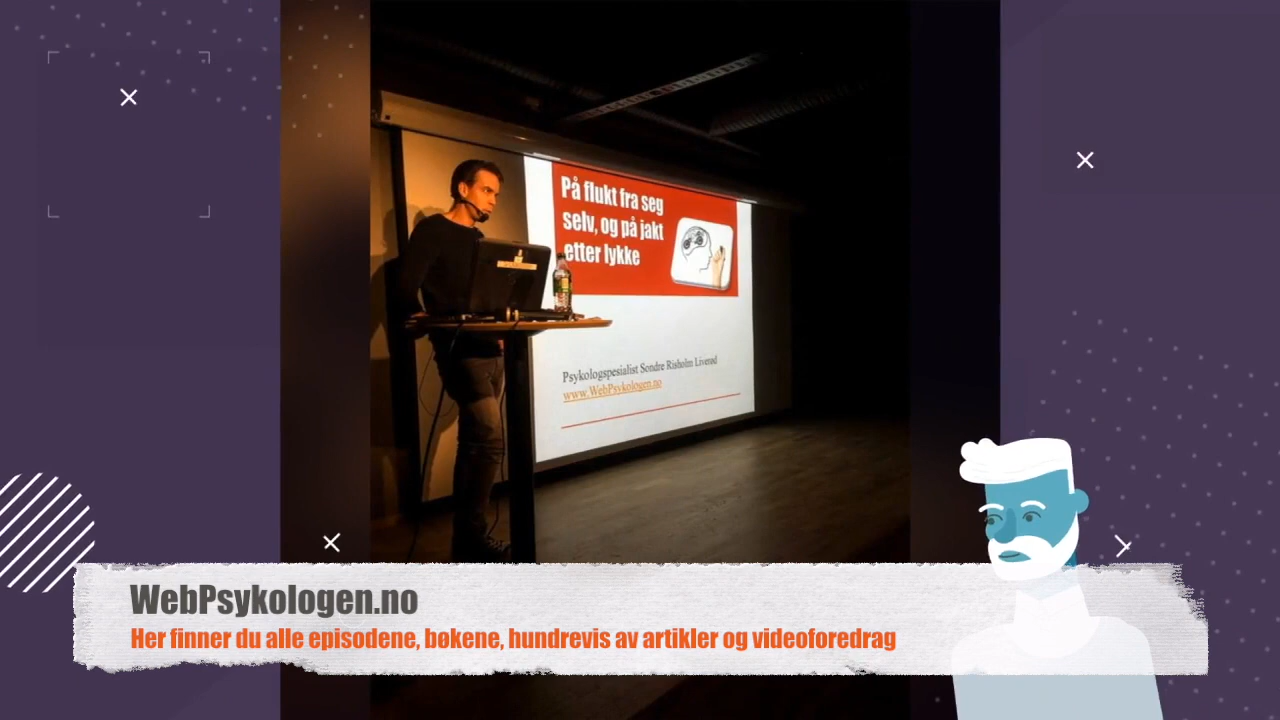 På flukt fra seg
selv, og på jakt
etter lykke
Psykologspesialist Sondre Risholm Liverød
www.WebPsykologen.no
WebPsykologen.no
Her finner du alle episodene, bøkene, hundrevis av artikler og videoforedrag